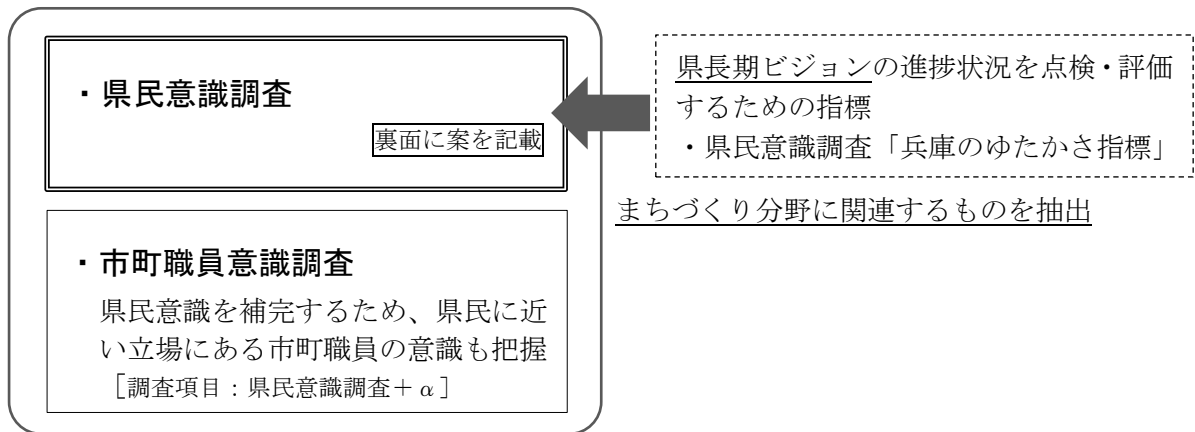 ・県民意識調査
裏面に案を記載
県長期ビジョンの進捗状況を点検・評価
するための指標
・県民意識調査「兵庫のゆたかさ指標」
まちづくり分野に関連するものを抽出
・市町職員意識調査
県民意識を補完するため、県民に近
い立場にある市町職員の意識も把握
［調査項目：県民意識調査＋α］